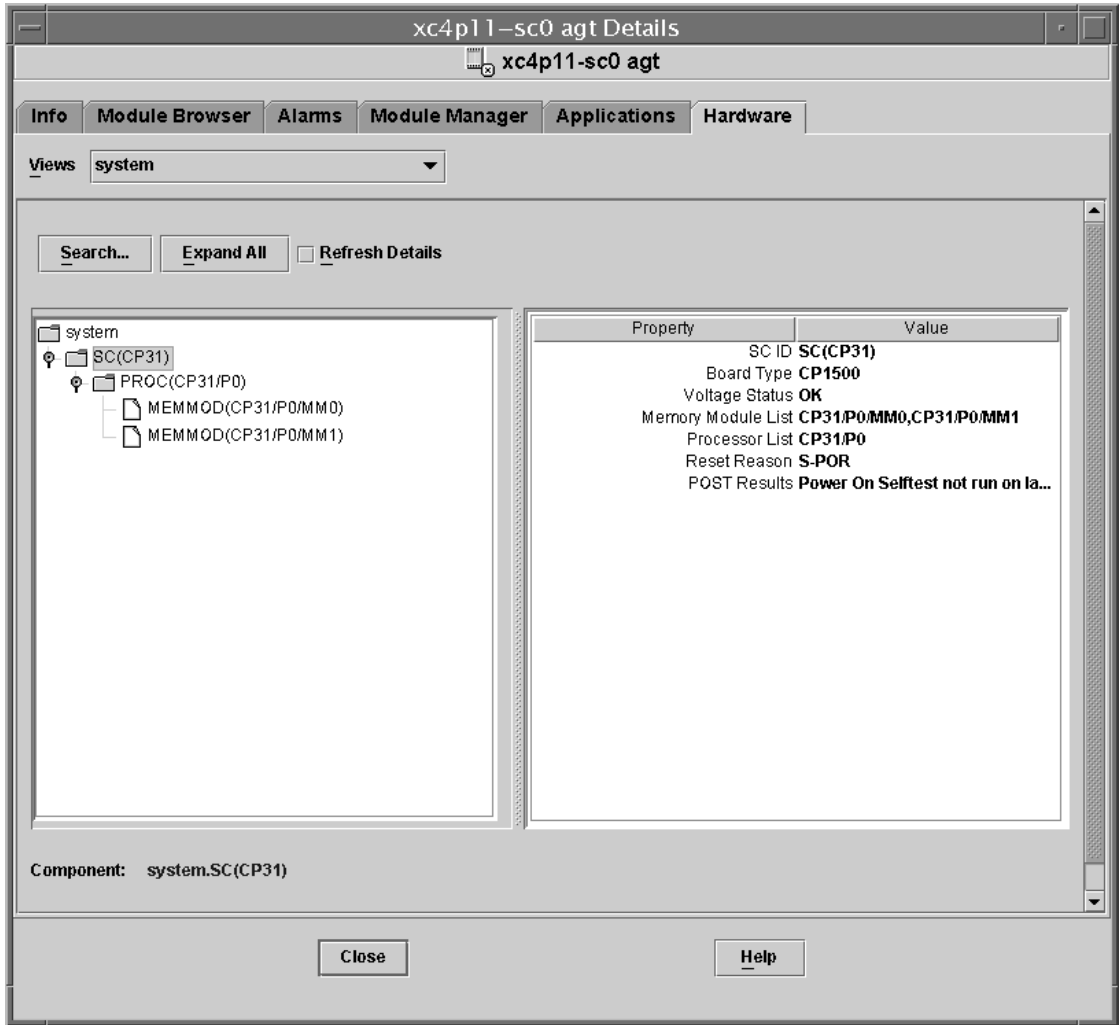 xc4p11-sc0 agt Details
xc4p11-sc0 agt
Info Module Browser Alarms Module Manager Applications Hardware
Views system
Search... Expand All Refresh Details
system
SC(CP31)
PROC(CP31/P0)
MEMMOD(CP31/P0/MM0)
MEMMOD(CP31/P0/MM1)
Property Value
SC ID SC(CP31)
Board Type CP1500
Voltage Status OK
Memory Module List CP31/P0/MM0,CP31/P0/MM1
Processor List CP31/P0
Reset Reason S-POR
POST Results Power On Selftest not run on la...
Component: system.SC(CP31)
Close Help